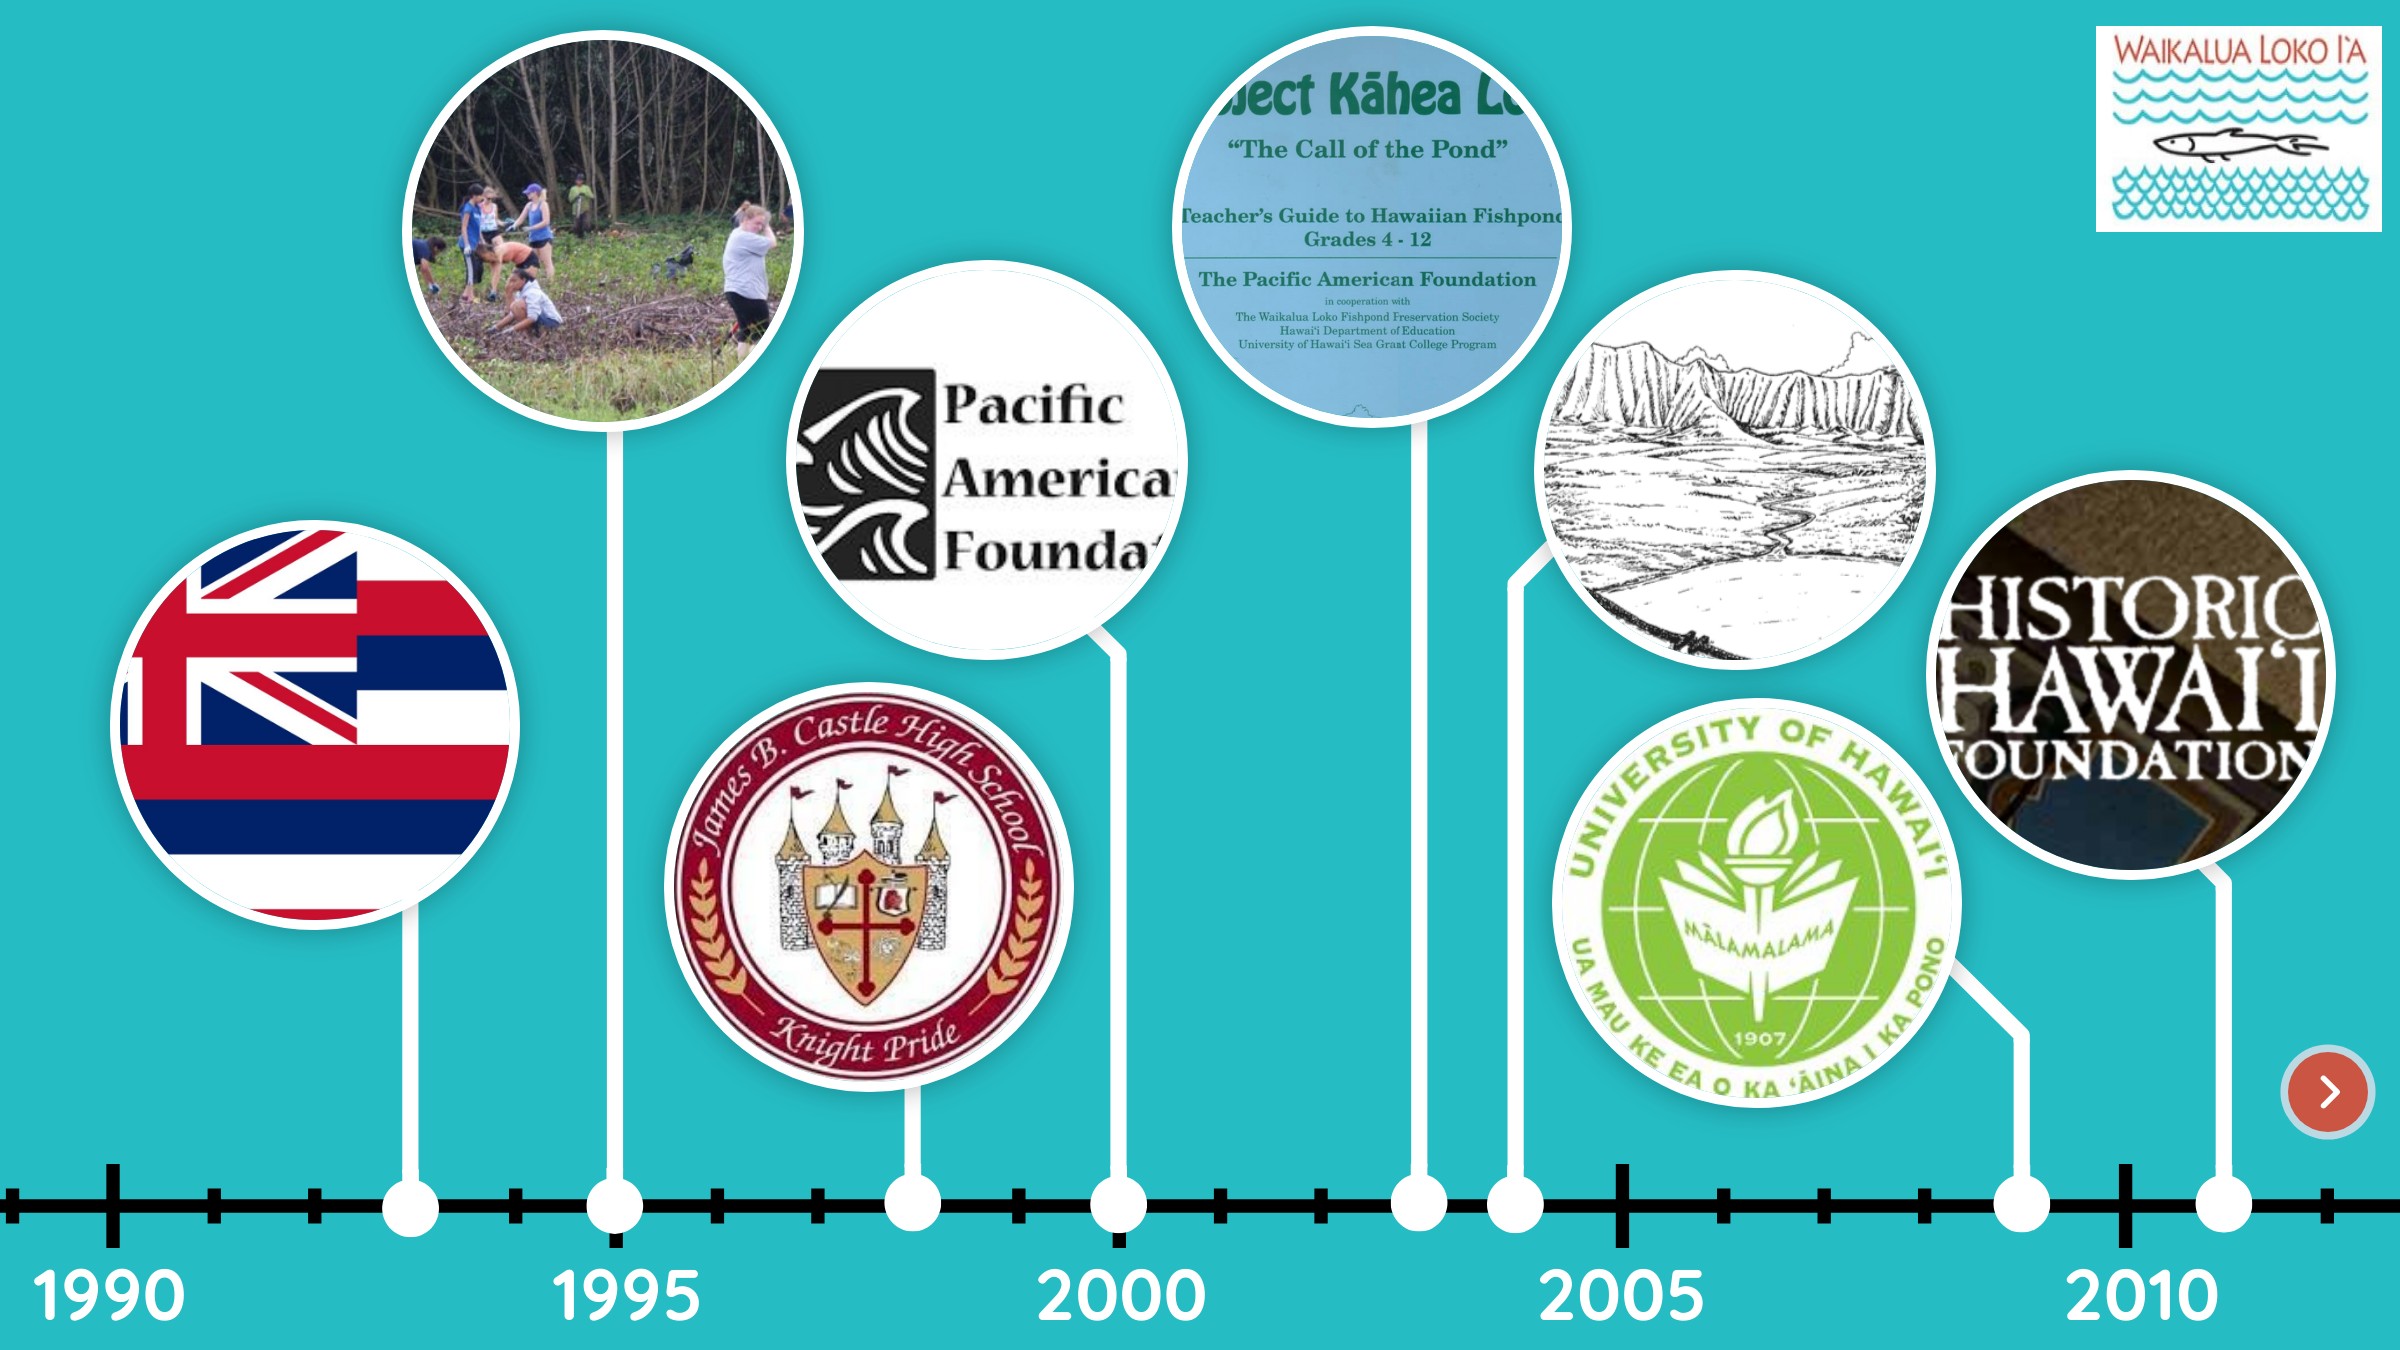 WAIKALUA LOKO I'A
ject Kāhea Lo
“The Call of the Pond”
Teacher’s Guide to Hawaiian Fishpond
Grades 4 - 12
The Pacific American Foundation
in cooperation with
The Waikalua Loko Fishpond Preservation Society
Hawai‘i Department of Education
University of Hawai‘i Sea Grant College Program
Pacific
America
Founda
HISTORIC
HAWAI‘I
FOUNDATION
James B. Castle High School
Knight Pride
UNIVERSITY OF HAWAI‘I
MĀLAMALAMA
1907
UA MAU KE EA O KA ‘ĀINA I KA PONO
1990
1995
2000
2005
2010